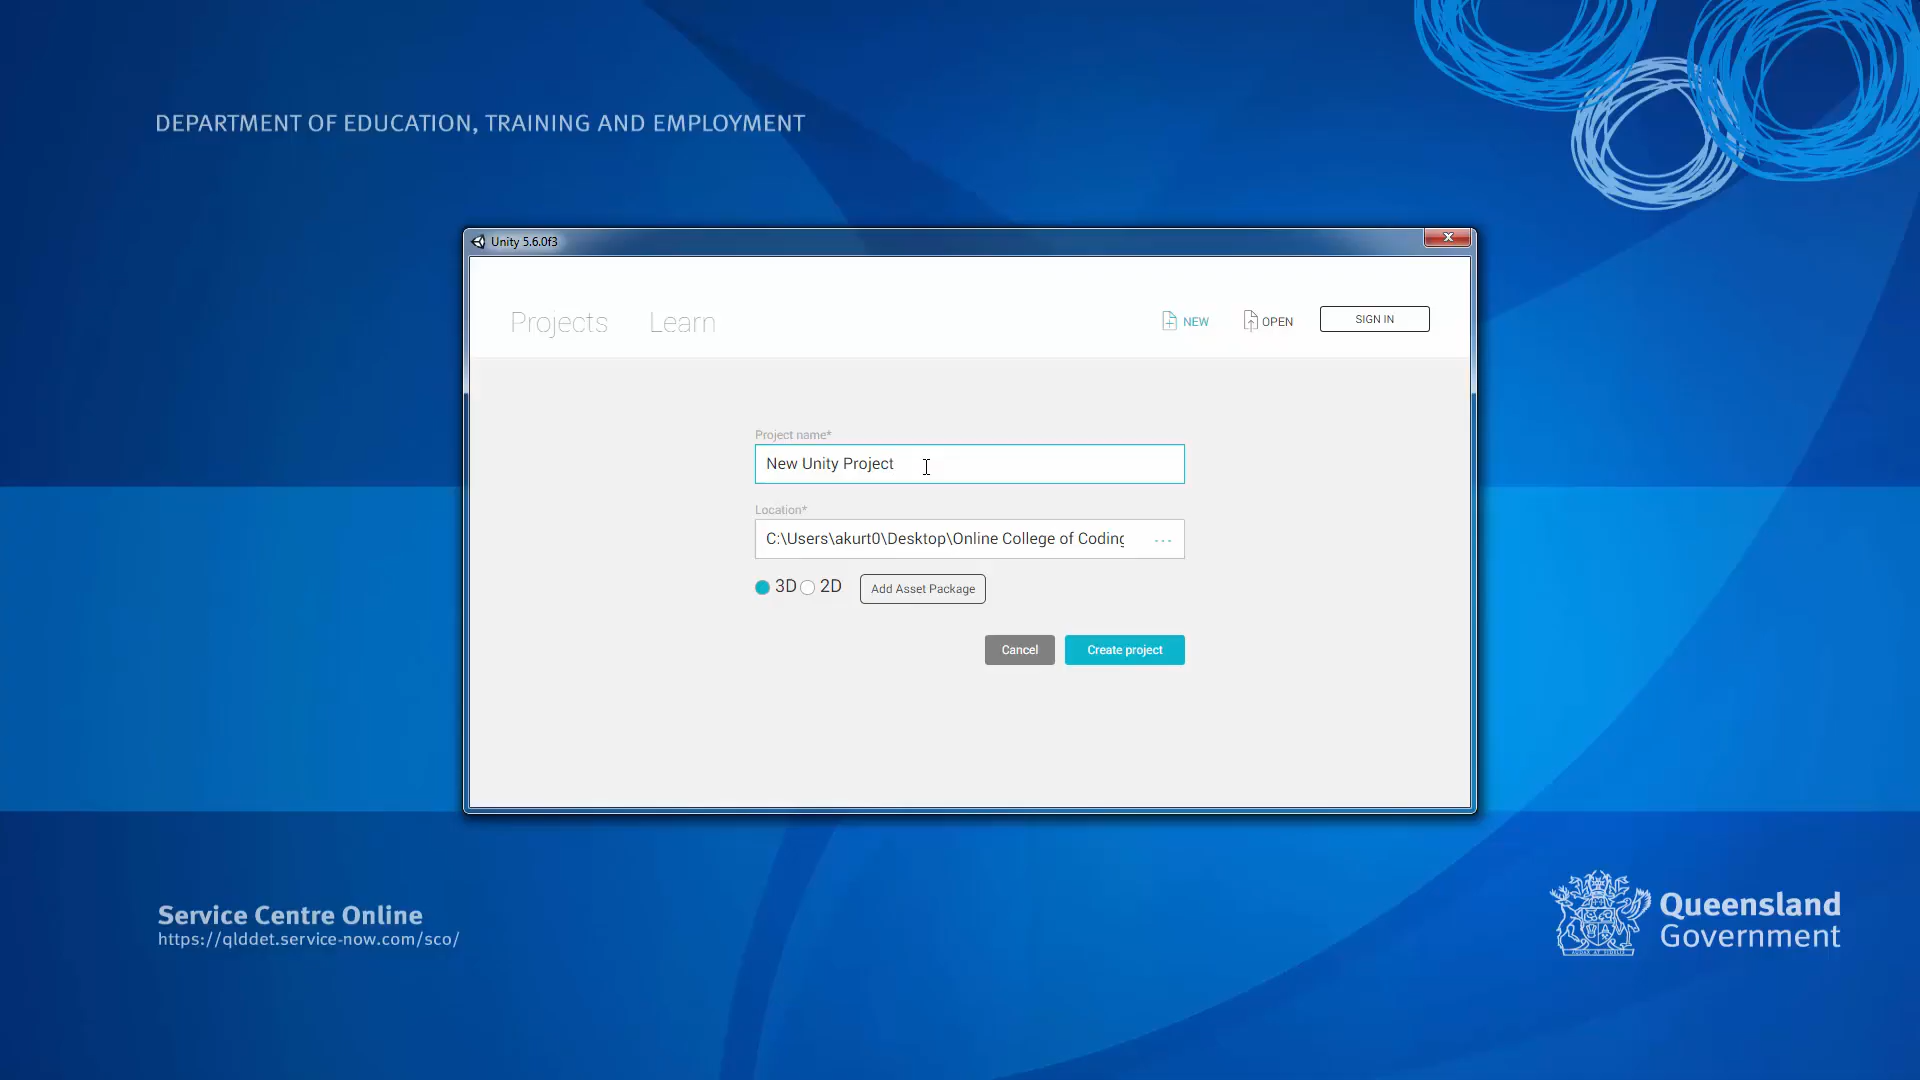 DEPARTMENT OF EDUCATION, TRAINING AND EMPLOYMENT
Unity 5.6.0f3
Projects Learn NEW OPEN SIGN IN
Project name*
New Unity Project
Location*
C:\Users\akurt0\Desktop\Online College of Coding ...
3D 2D Add Asset Package
Cancel Create project
Service Centre Online
https://qlddet.service-now.com/sco/
Queensland
Government